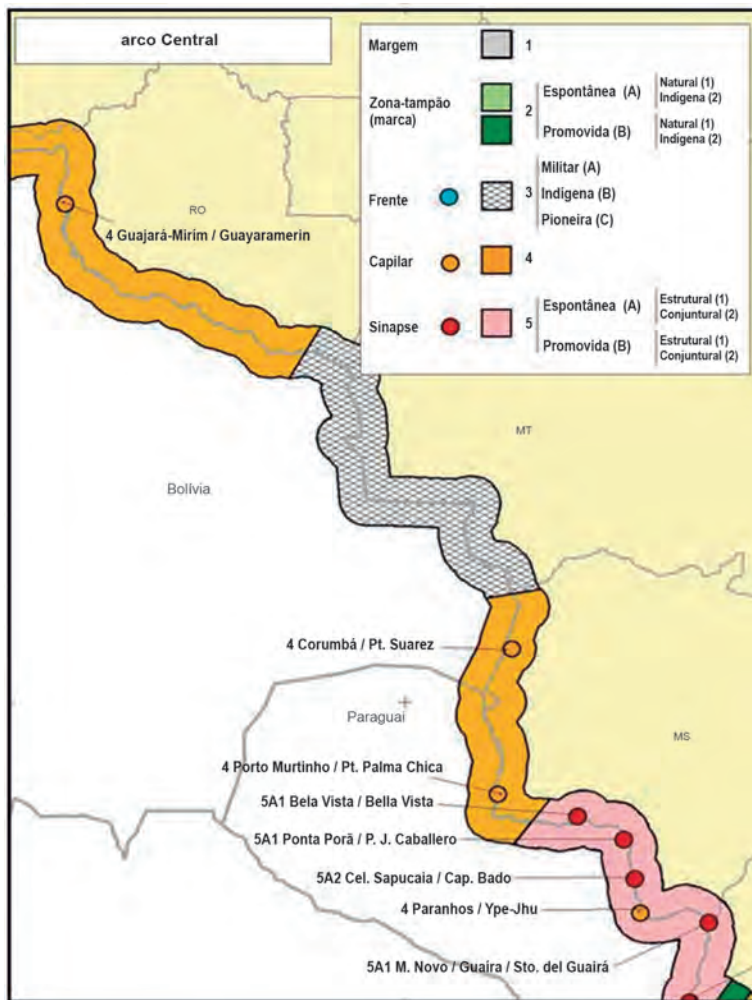 arco Central
Margem 1
Zona-tampão
(marca)
2
Espontânea (A)
Natural (1)
Indígena (2)
Promovida (B)
Natural (1)
Indígena (2)
Frente
3
Militar (A)
Indígena (B)
Pioneira (C)
Capilar 4
Sinapse
5
Espontânea (A)
Estrutural (1)
Conjuntural (2)
Promovida (B)
Estrutural (1)
Conjuntural (2)
RO
4 Guajará-Mirim / Guayaramerin
MT
Bolívia
4 Corumbá / Pt. Suarez
Paraguai
MS
4 Porto Murtinho / Pt. Palma Chica
5A1 Bela Vista / Bella Vista
5A1 Ponta Porã / P. J. Caballero
5A2 Cel. Sapucaia / Cap. Bado
4 Paranhos / Ype-Jhu
5A1 M. Novo / Guaíra / Sto. del Guairá